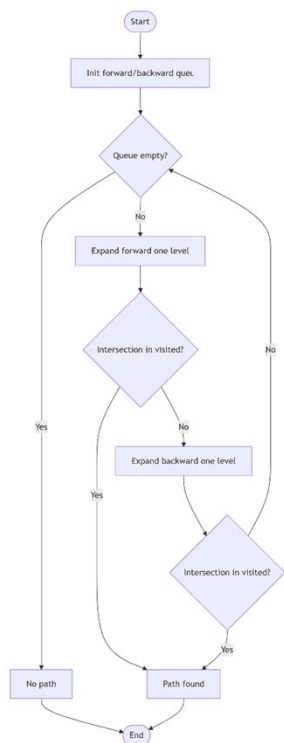 Start
Init forward/backward queu
Queue empty?
No
Expand forward one level
Intersection in visited?
No
Yes
No
Expand backward one level
Yes
Intersection in visited?
Yes
No path
Path found
End